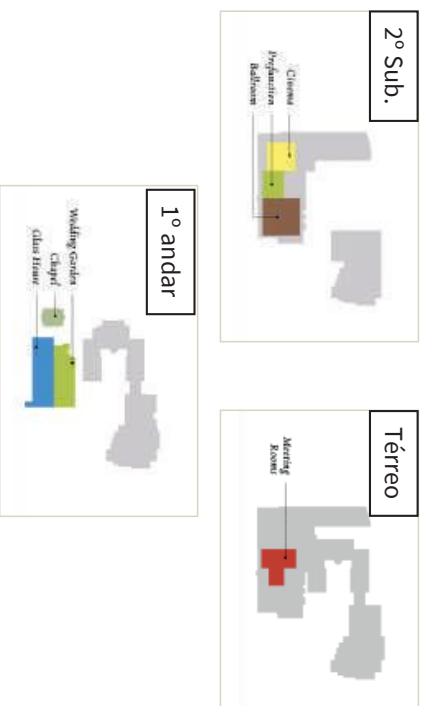 2º Sub.
Cinema
Prefunction
Ballroom
Térreo
Meeting
Rooms
1º andar
Wedding Garden
Chapel
Glass House